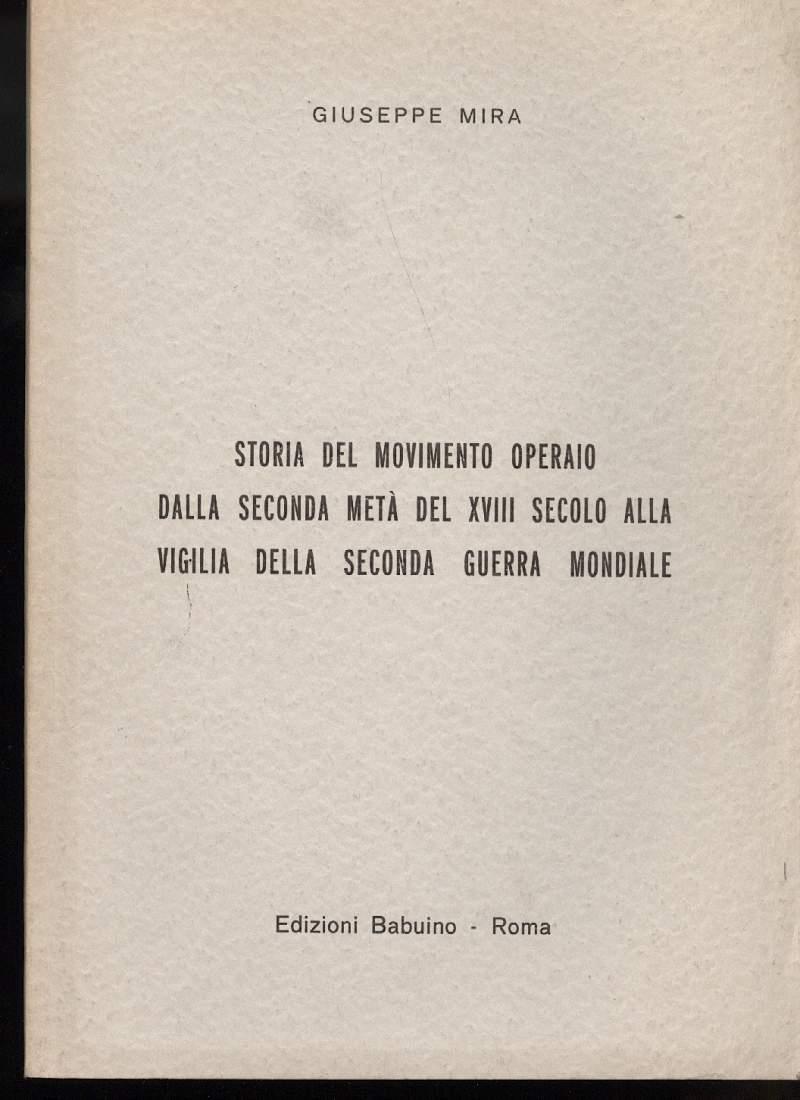 GIUSEPPE MIRA
STORIA DEL MOVIMENTO OPERAIO
DALLA SECONDA METÀ DEL XVIII SECOLO ALLA
VIGILIA DELLA SECONDA GUERRA MONDIALE
Edizioni Babuino - Roma